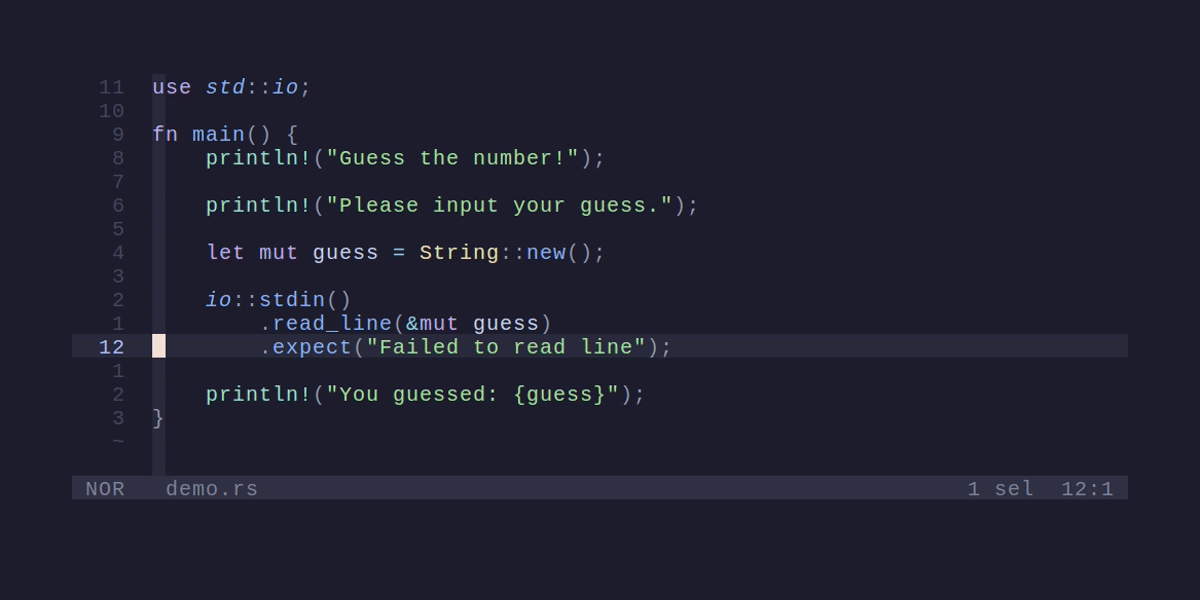 11  use std::io;
10
9  fn main() {
8      println!("Guess the number!");
7
6      println!("Please input your guess.");
5
4      let mut guess = String::new();
3
2      io::stdin()
1          .read_line(&mut guess)
12          .expect("Failed to read line");
1
2      println!("You guessed: {guess}");
3  }
~
NOR  demo.rs  1 sel  12:1